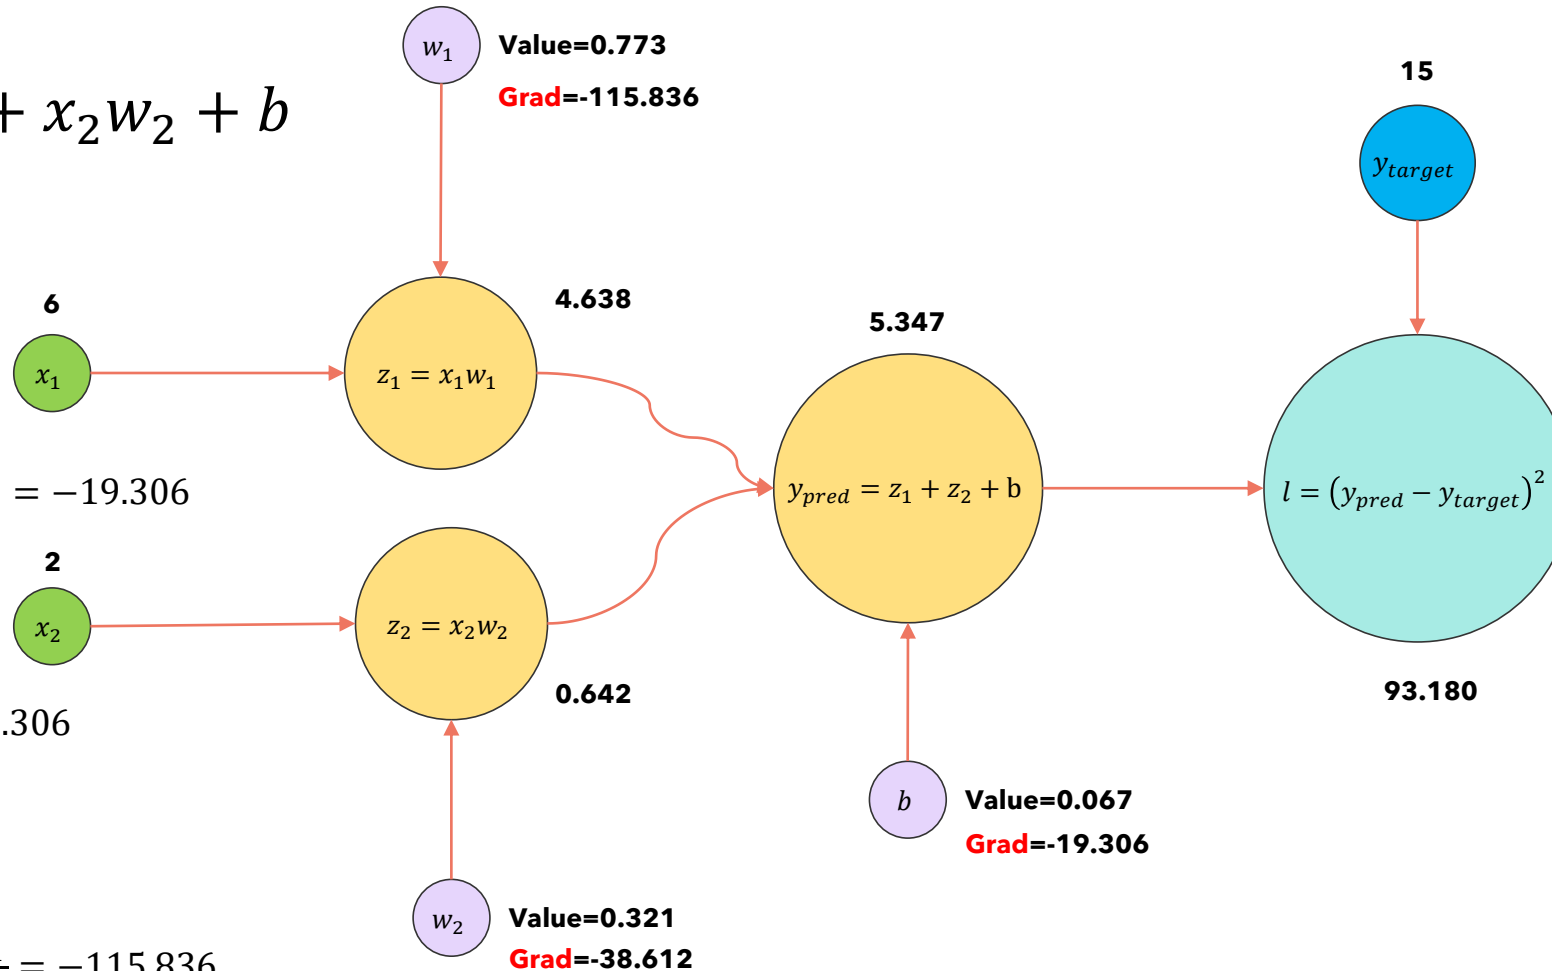 w₁
Value=0.773
Grad=-115.836
+ x₂w₂ + b
15
y_target
6
x₁
z₁ = x₁w₁
4.638
5.347
y_pred = z₁ + z₂ + b
l = (y_pred − y_target)²
93.180
= −19.306
2
x₂
z₂ = x₂w₂
0.642
.306
b
Value=0.067
Grad=-19.306
w₂
Value=0.321
Grad=-38.612
= −115.836